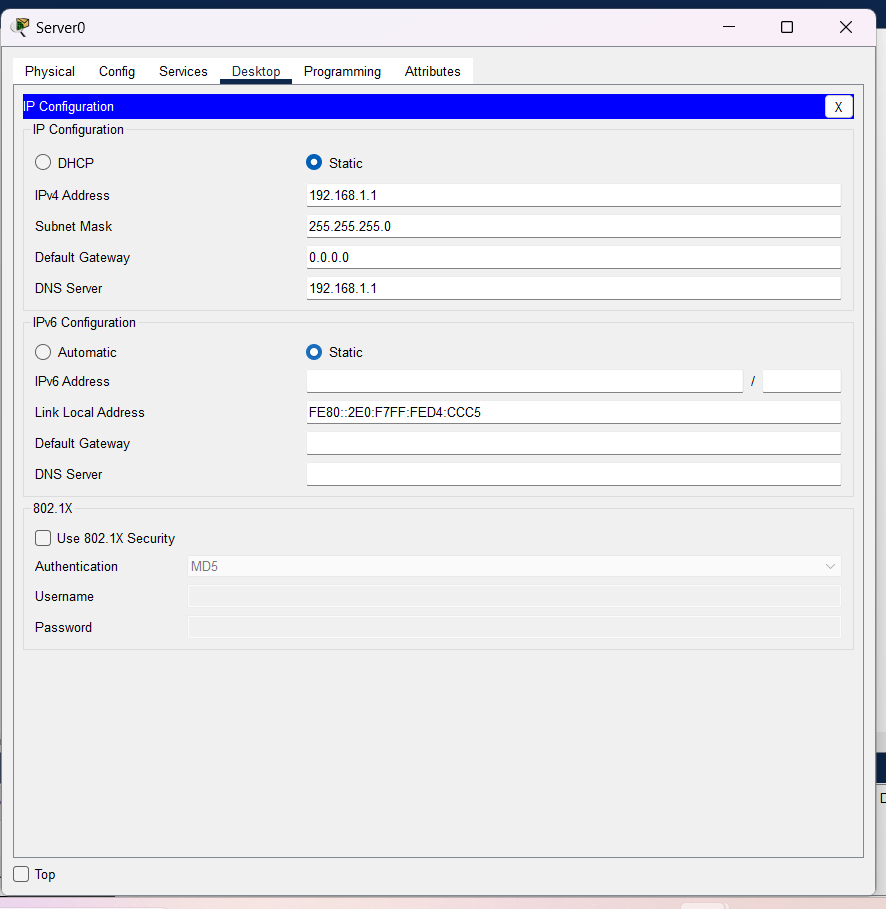 Server0
Physical Config Services Desktop Programming Attributes
IP Configuration X
IP Configuration
DHCP Static
IPv4 Address 192.168.1.1
Subnet Mask 255.255.255.0
Default Gateway 0.0.0.0
DNS Server 192.168.1.1
IPv6 Configuration
Automatic Static
IPv6 Address /
Link Local Address FE80::2E0:F7FF:FED4:CCC5
Default Gateway
DNS Server
802.1X
Use 802.1X Security
Authentication MD5
Username
Password
Top